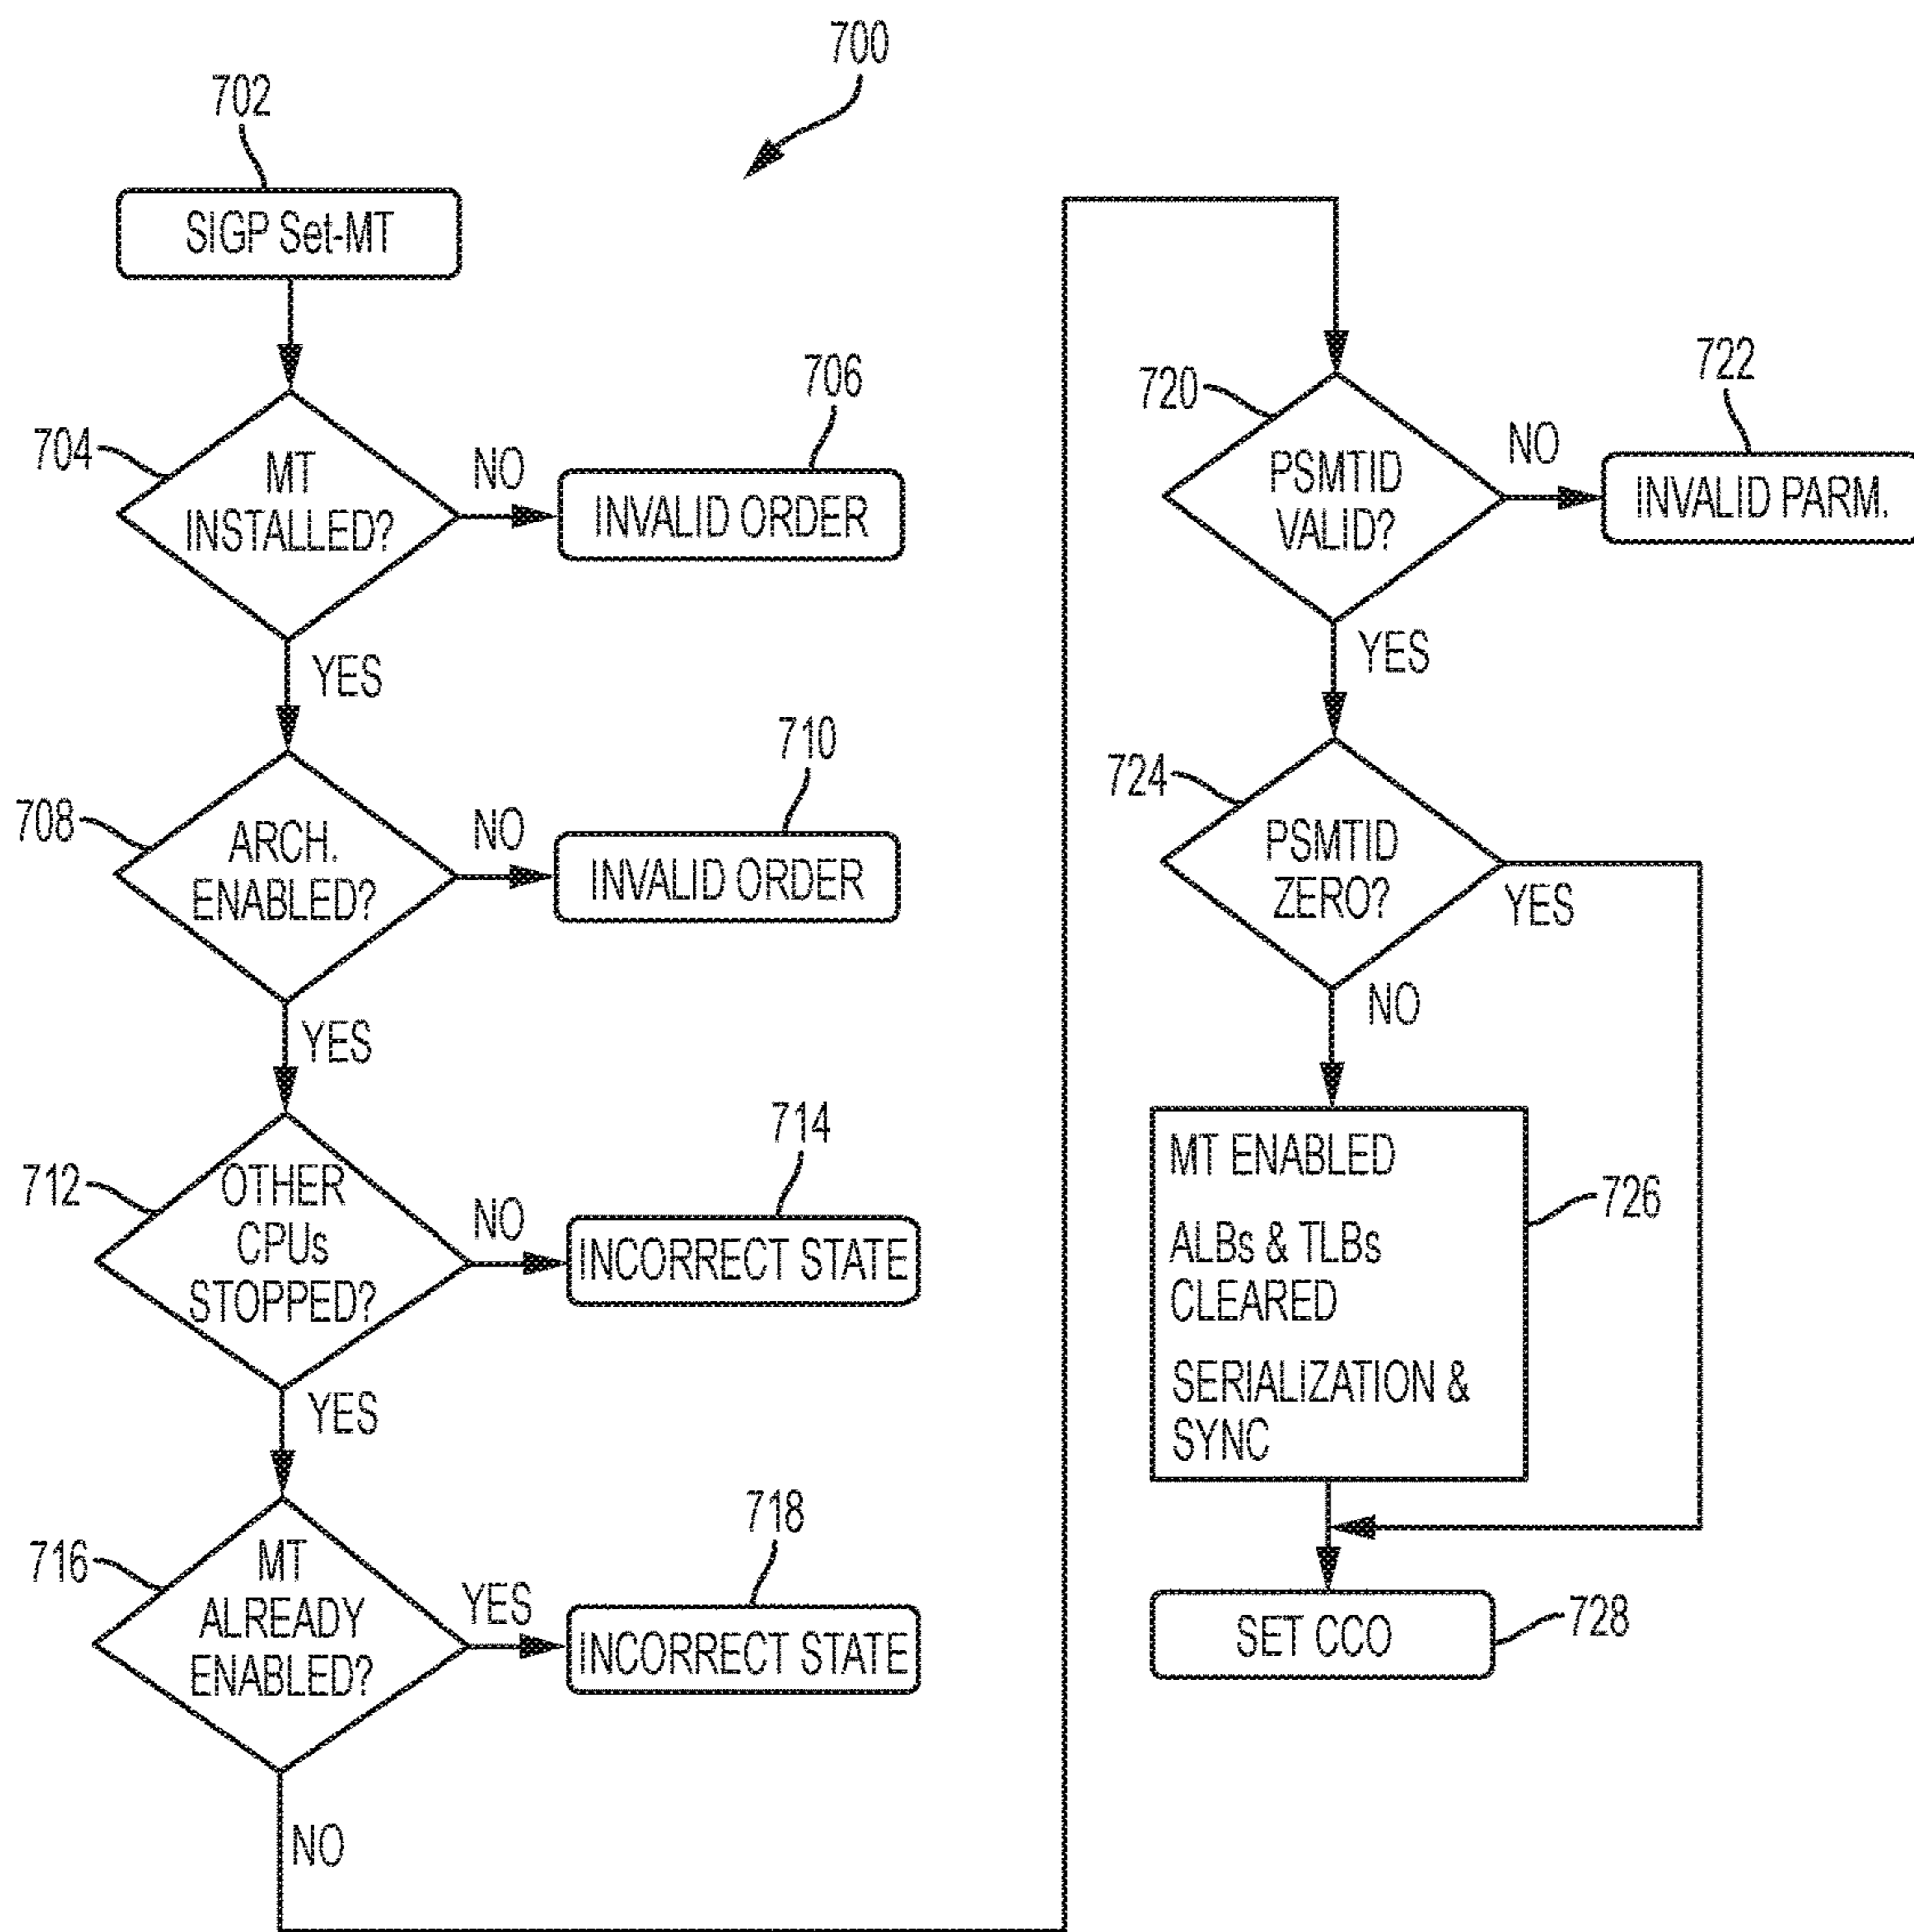 700
702
SIGP Set-MT
704
MT
INSTALLED?
NO
706
INVALID ORDER
YES
708
ARCH.
ENABLED?
NO
710
INVALID ORDER
YES
712
OTHER
CPUs
STOPPED?
NO
714
INCORRECT STATE
YES
716
MT
ALREADY
ENABLED?
YES
718
INCORRECT STATE
NO
720
PSMTID
VALID?
NO
722
INVALID PARM.
YES
724
PSMTID
ZERO?
YES
NO
MT ENABLED
ALBs & TLBs
CLEARED
SERIALIZATION &
SYNC
726
SET CCO
728